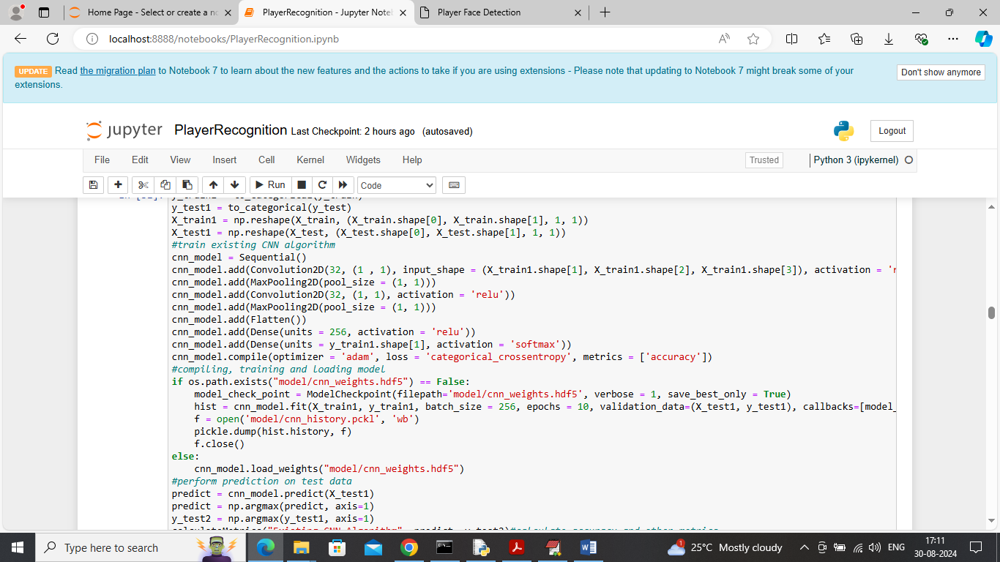 Home Page - Select or create a no
PlayerRecognition - Jupyter Note
Player Face Detection
localhost:8888/notebooks/PlayerRecognition.ipynb
UPDATE Read the migration plan to Notebook 7 to learn about the new features and the actions to take if you are using extensions - Please note that updating to Notebook 7 might break some of your
extensions.
Don't show anymore
jupyter PlayerRecognition Last Checkpoint: 2 hours ago (autosaved)
Logout
File Edit View Insert Cell Kernel Widgets Help
Trusted
Python 3 (ipykernel)
Run
Code
y_test1 = to_categorical(y_test)
X_train1 = np.reshape(X_train, (X_train.shape[0], X_train.shape[1], 1, 1))
X_test1 = np.reshape(X_test, (X_test.shape[0], X_test.shape[1], 1, 1))
#train existing CNN algorithm
cnn_model = Sequential()
cnn_model.add(Convolution2D(32, (1 , 1), input_shape = (X_train1.shape[1], X_train1.shape[2], X_train1.shape[3]), activation = 'r
cnn_model.add(MaxPooling2D(pool_size = (1, 1)))
cnn_model.add(Convolution2D(32, (1, 1), activation = 'relu'))
cnn_model.add(MaxPooling2D(pool_size = (1, 1)))
cnn_model.add(Flatten())
cnn_model.add(Dense(units = 256, activation = 'relu'))
cnn_model.add(Dense(units = y_train1.shape[1], activation = 'softmax'))
cnn_model.compile(optimizer = 'adam', loss = 'categorical_crossentropy', metrics = ['accuracy'])
#compiling, training and loading model
if os.path.exists("model/cnn_weights.hdf5") == False:
    model_check_point = ModelCheckpoint(filepath='model/cnn_weights.hdf5', verbose = 1, save_best_only = True)
    hist = cnn_model.fit(X_train1, y_train1, batch_size = 256, epochs = 10, validation_data=(X_test1, y_test1), callbacks=[model_
    f = open('model/cnn_history.pckl', 'wb')
    pickle.dump(hist.history, f)
    f.close()
else:
    cnn_model.load_weights("model/cnn_weights.hdf5")
#perform prediction on test data
predict = cnn_model.predict(X_test1)
predict = np.argmax(predict, axis=1)
y_test2 = np.argmax(y_test1, axis=1)
Type here to search
25°C Mostly cloudy
ENG
17:11
30-08-2024